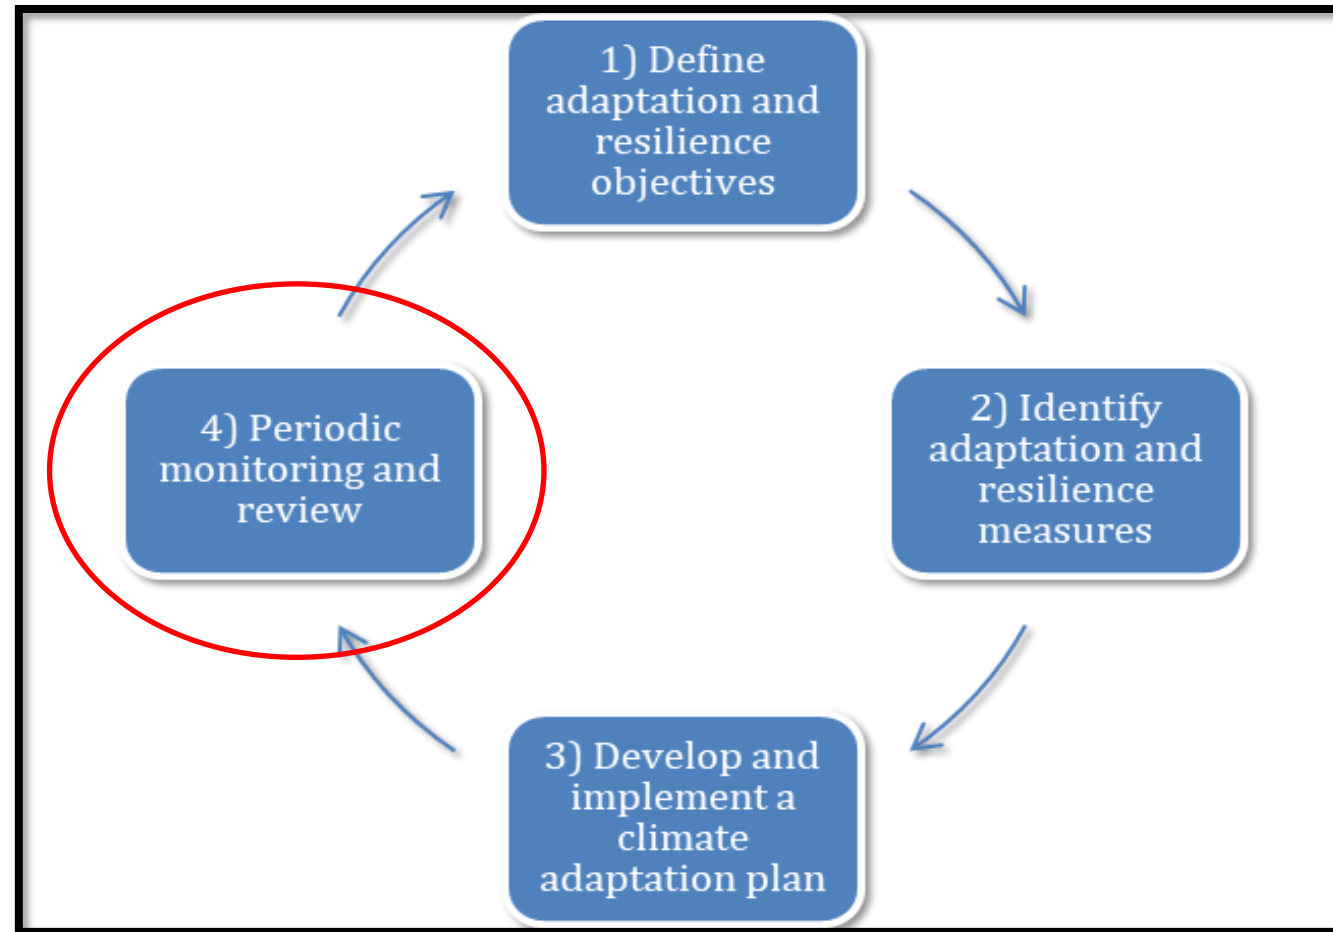 1) Define
adaptation and
resilience
objectives
2) Identify
adaptation and
resilience
measures
3) Develop and
implement a
climate
adaptation plan
4) Periodic
monitoring and
review